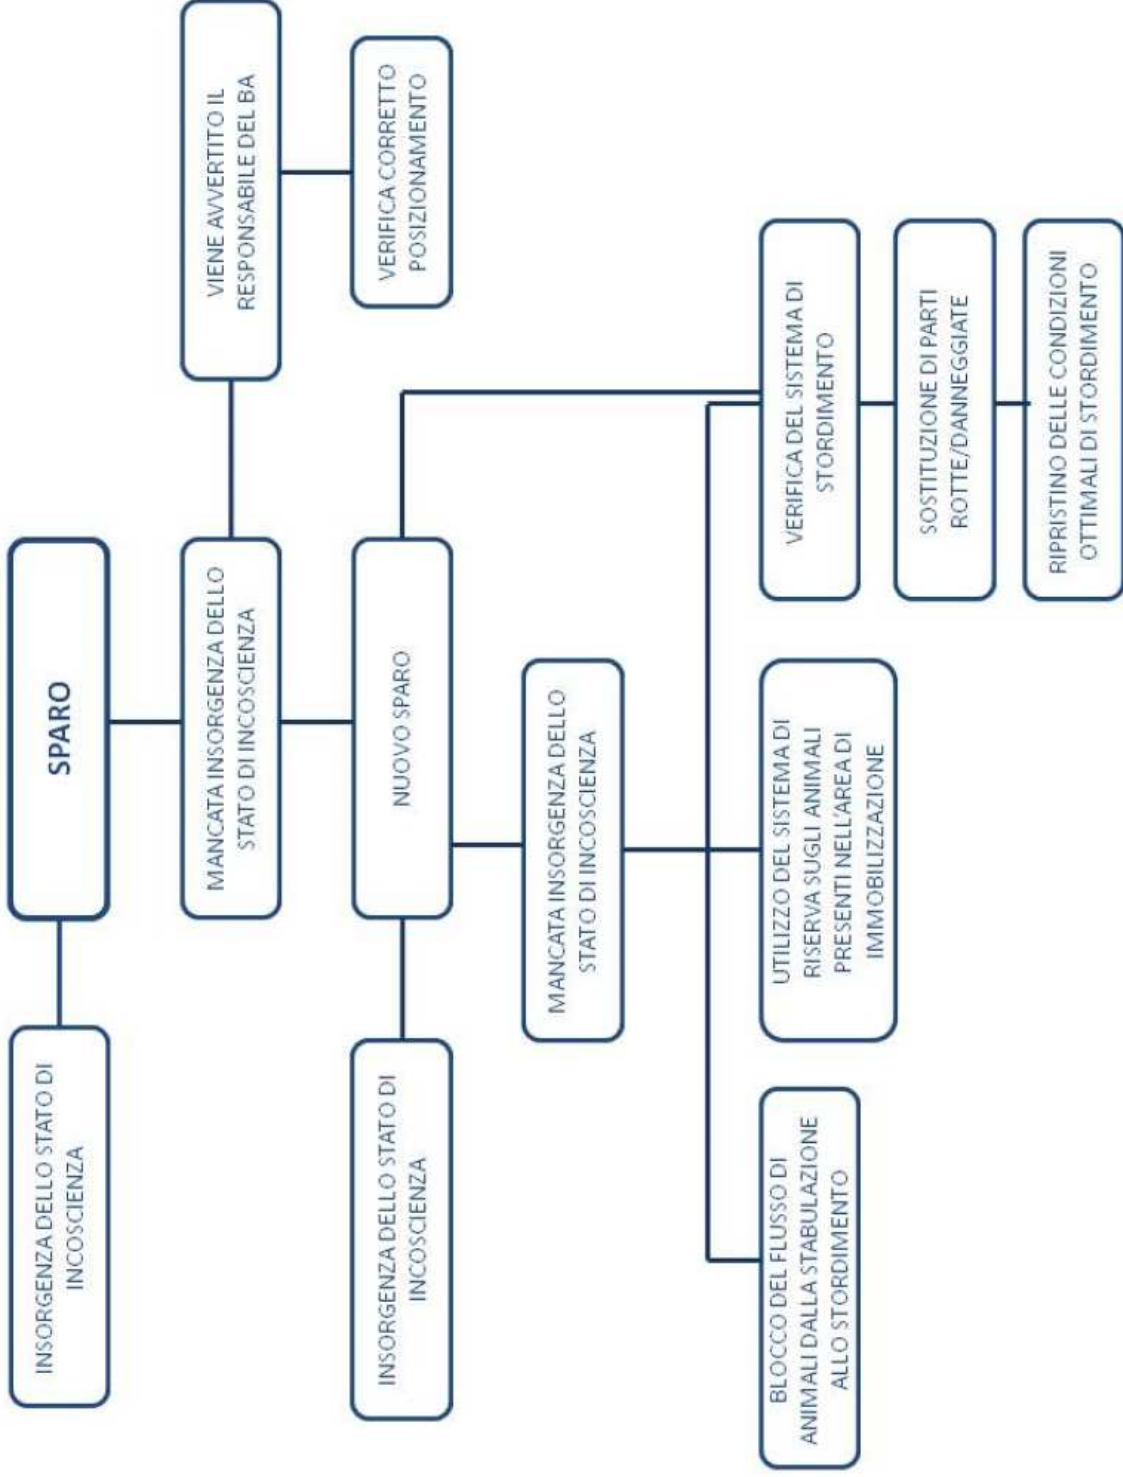 SPARO
INSORGENZA DELLO STATO DI
INCOSCIENZA
MANCATA INSORGENZA DELLO
STATO DI INCOSCIENZA
VIENE AVVERTITO IL
RESPONSABILE DEL BA
INSORGENZA DELLO STATO DI
INCOSCIENZA
NUOVO SPARO
VERIFICA CORRETTO
POSIZIONAMENTO
MANCATA INSORGENZA DELLO
STATO DI INCOSCIENZA
BLOCCO DEL FLUSSO DI
ANIMALI DALLA STABULAZIONE
ALLO STORDIMENTO
UTILIZZO DEL SISTEMA DI
RISERVA SUGLI ANIMALI
PRESENTI NELL'AREA DI
IMMOBILIZZAZIONE
VERIFICA DEL SISTEMA DI
STORDIMENTO
SOSTITUZIONE DI PARTI
ROTTE/DANNEGGIATE
RIPRISTINO DELLE CONDIZIONI
OTTIMALI DI STORDIMENTO